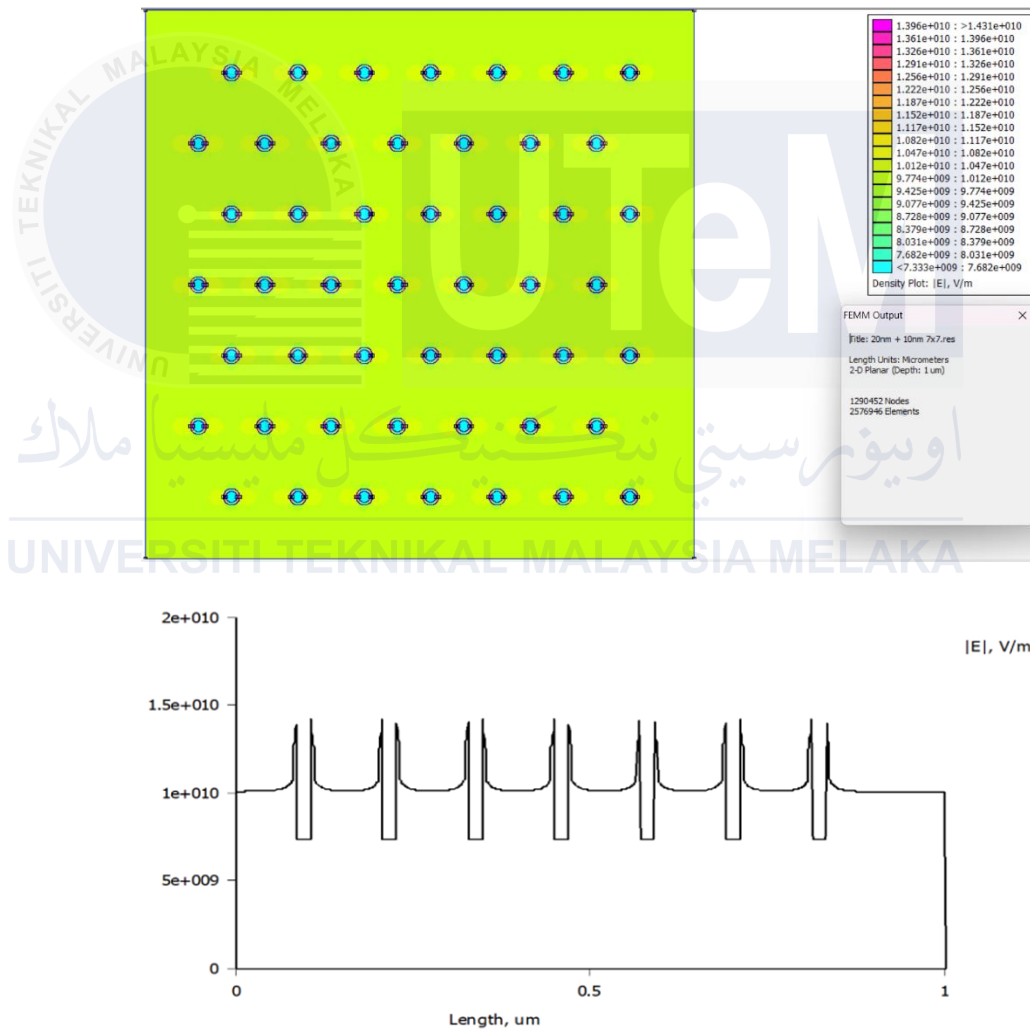 1.396e+010 : >1.431e+010
1.361e+010 : 1.396e+010
1.326e+010 : 1.361e+010
1.291e+010 : 1.326e+010
1.256e+010 : 1.291e+010
1.222e+010 : 1.256e+010
1.187e+010 : 1.222e+010
1.152e+010 : 1.187e+010
1.117e+010 : 1.152e+010
1.082e+010 : 1.117e+010
1.047e+010 : 1.082e+010
1.012e+010 : 1.047e+010
9.774e+009 : 1.012e+010
9.425e+009 : 9.774e+009
9.077e+009 : 9.425e+009
8.728e+009 : 9.077e+009
8.379e+009 : 8.728e+009
8.031e+009 : 8.379e+009
7.682e+009 : 8.031e+009
<7.333e+009 : 7.682e+009
Density Plot: |E|, V/m
FEMM Output
Title: 20nm + 10nm 7x7.res
Length Units: Micrometers
2-D Planar (Depth: 1 um)
1290452 Nodes
2576946 Elements
UNIVERSITI TEKNIKAL MALAYSIA MELAKA
UTeM
اونيۏرسيتي تيكنيكل مليسيا ملاك
UNIVERSITI TEKNIKAL MALAYSIA MELAKA
2e+010
|E|, V/m
1.5e+010
1e+010
5e+009
0
0
0.5
1
Length, um